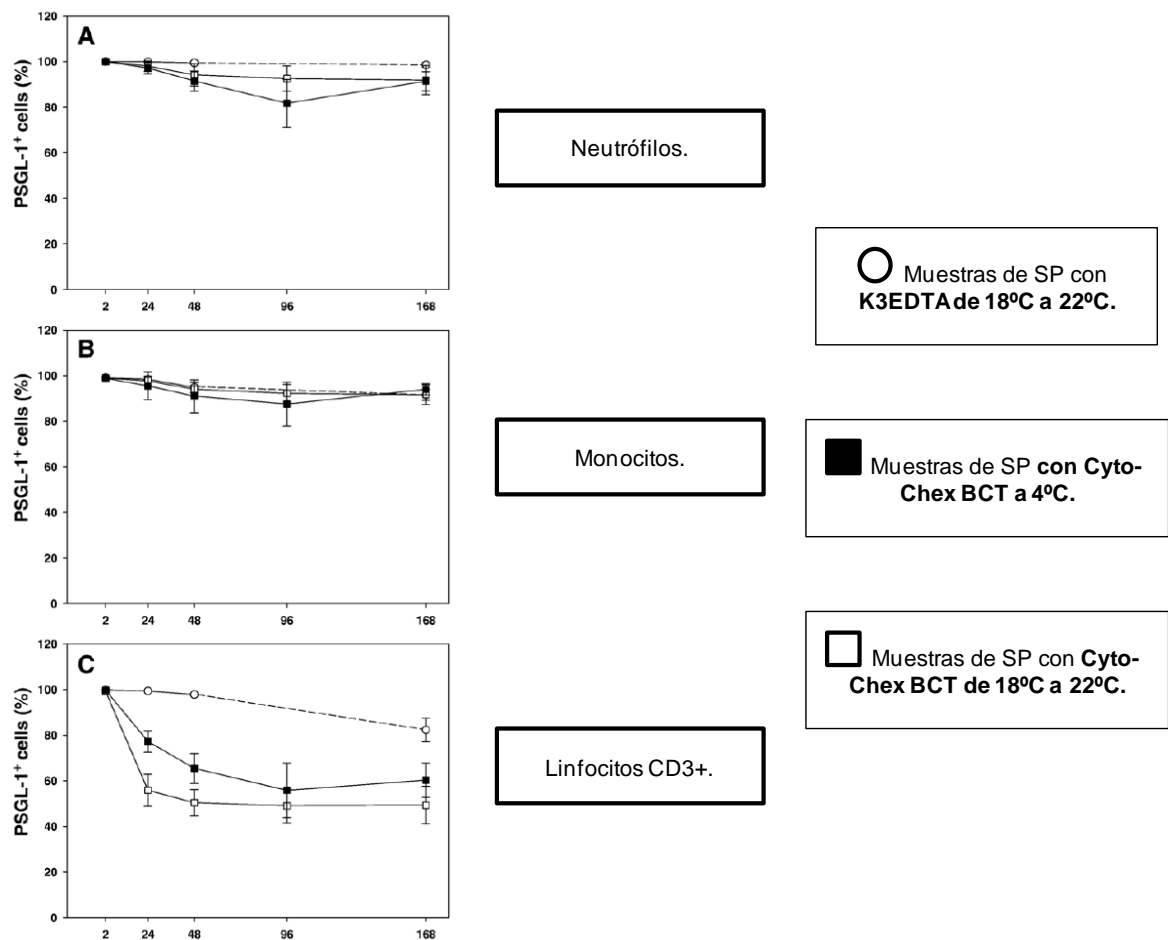 A
PSGL-1+ cells (%)
120
100
80
60
40
20
0
2 24 48 96 168
Neutrófilos.
B
PSGL-1+ cells (%)
120
100
80
60
40
20
0
2 24 48 96 168
Monocitos.
C
PSGL-1+ cells (%)
120
100
80
60
40
20
0
2 24 48 96 168
Linfocitos CD3+.
Muestras de SP con
K3EDTA de 18ºC a 22ºC.
Muestras de SP con Cyto-
Chex BCT a 4ºC.
Muestras de SP con Cyto-
Chex BCT de 18ºC a 22ºC.